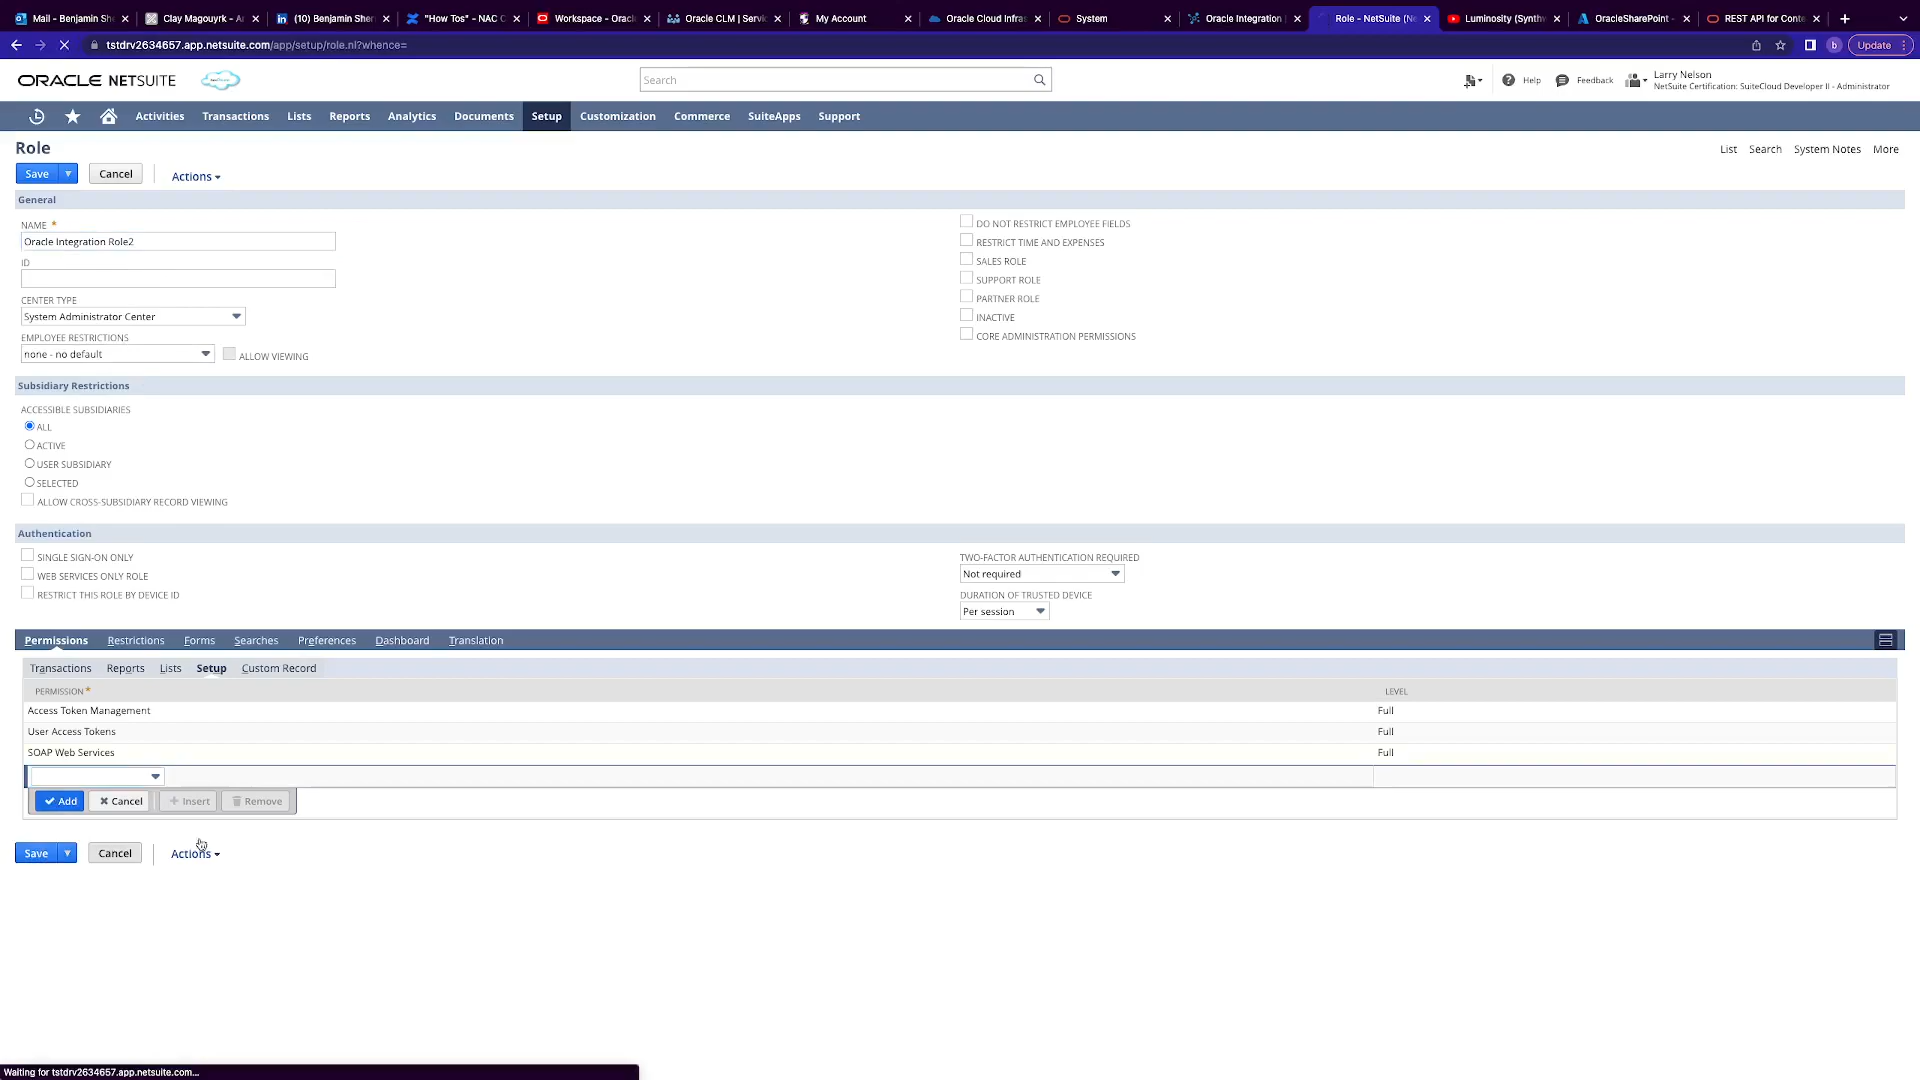 Mail - Benjamin She
Clay Magouyrk - A
(10) Benjamin Sher
"How Tos" - NAC C
Workspace - Oracl
Oracle CLM | Servi
My Account
Oracle Cloud Infras
System
Oracle Integration
Role - NetSuite (Ne
Luminosity (Synthw
OracleSharePoint -
REST API for Conte
tstdrv2634657.app.netsuite.com/app/setup/role.nl?whence=
b
Update
ORACLE NETSUITE
Search
Help
Feedback
Larry Nelson
NetSuite Certification: SuiteCloud Developer II - Administrator
Activities
Transactions
Lists
Reports
Analytics
Documents
Setup
Customization
Commerce
SuiteApps
Support
Role
List
Search
System Notes
More
Save
Cancel
Actions
General
NAME *
Oracle Integration Role2
ID
CENTER TYPE
System Administrator Center
EMPLOYEE RESTRICTIONS
none - no default
ALLOW VIEWING
DO NOT RESTRICT EMPLOYEE FIELDS
RESTRICT TIME AND EXPENSES
SALES ROLE
SUPPORT ROLE
PARTNER ROLE
INACTIVE
CORE ADMINISTRATION PERMISSIONS
Subsidiary Restrictions
ACCESSIBLE SUBSIDIARIES
ALL
ACTIVE
USER SUBSIDIARY
SELECTED
ALLOW CROSS-SUBSIDIARY RECORD VIEWING
Authentication
SINGLE SIGN-ON ONLY
WEB SERVICES ONLY ROLE
RESTRICT THIS ROLE BY DEVICE ID
TWO-FACTOR AUTHENTICATION REQUIRED
Not required
DURATION OF TRUSTED DEVICE
Per session
Permissions
Restrictions
Forms
Searches
Preferences
Dashboard
Translation
Transactions
Reports
Lists
Setup
Custom Record
PERMISSION *
LEVEL
Access Token Management
Full
User Access Tokens
Full
SOAP Web Services
Full
Add
Cancel
Insert
Remove
Save
Cancel
Actions
Waiting for tstdrv2634657.app.netsuite.com...